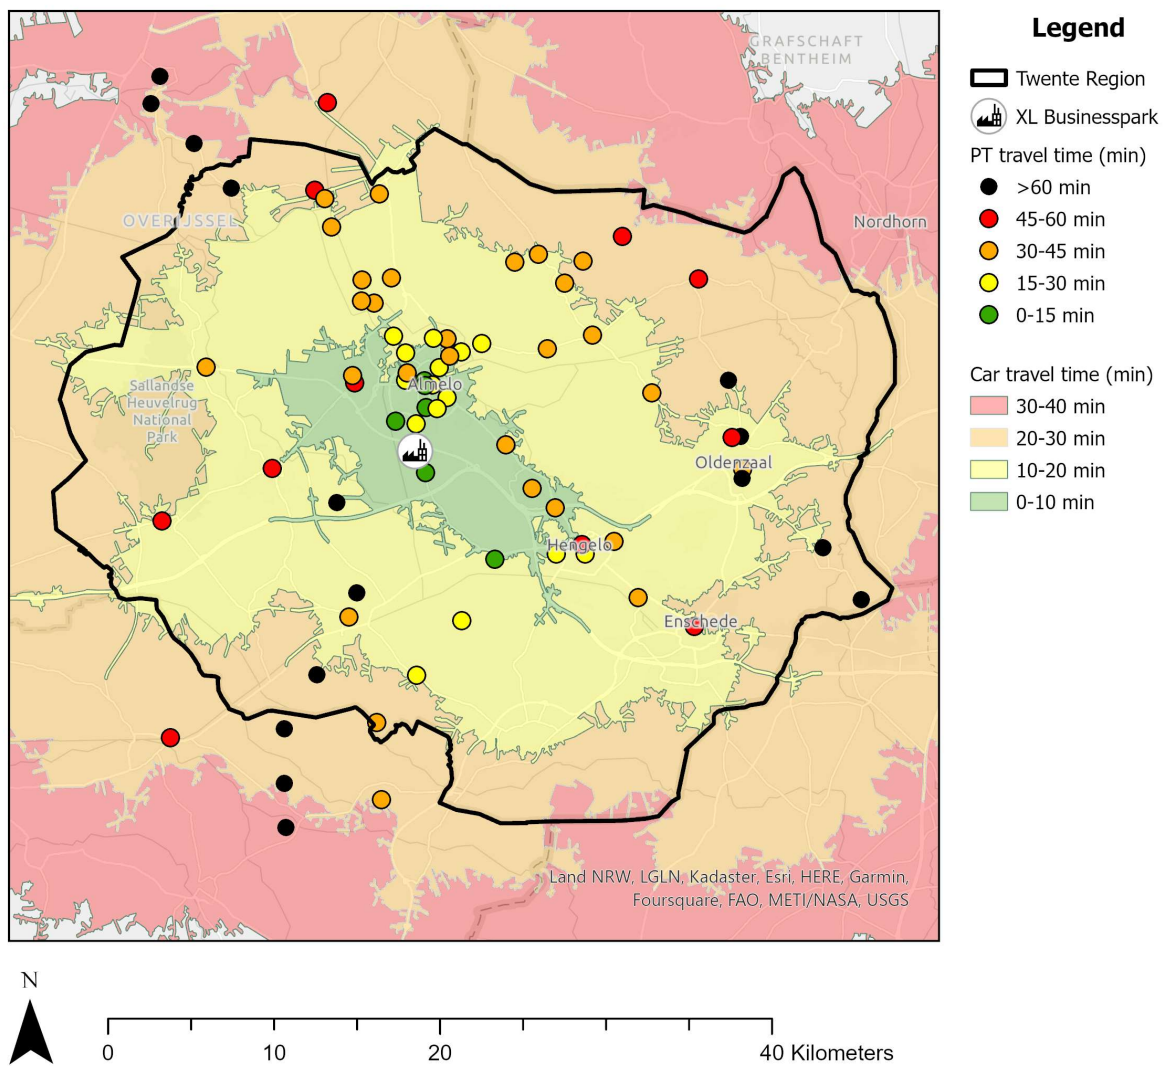 GRAFSCHAFT
BENTHEIM
OVERIJSSEL
Nordhorn
Sallandse
Heuvelrug
National
Park
Almelo
Oldenzaal
Hengelo
Enschede
Land NRW, LGLN, Kadaster, Esri, HERE, Garmin,
Foursquare, FAO, METI/NASA, USGS
Legend
Twente Region
XL Businesspark
PT travel time (min)
>60 min
45-60 min
30-45 min
15-30 min
0-15 min
Car travel time (min)
30-40 min
20-30 min
10-20 min
0-10 min
N
0 10 20 40 Kilometers